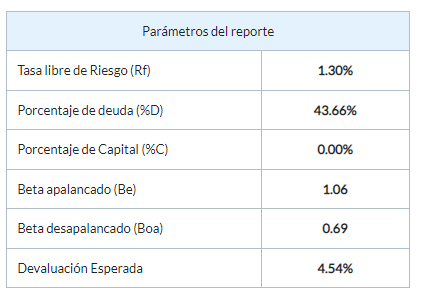 Parámetros del reporte
Tasa libre de Riesgo (Rf) 1.30%
Porcentaje de deuda (%D) 43.66%
Porcentaje de Capital (%C) 0.00%
Beta apalancado (Be) 1.06
Beta desapalancado (Boa) 0.69
Devaluación Esperada 4.54%